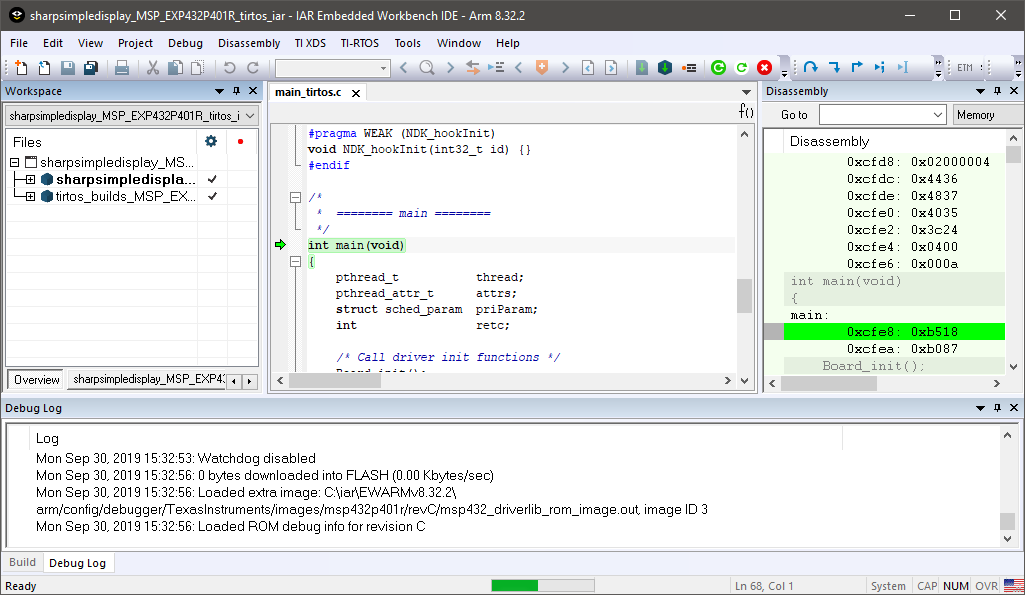 sharpsimpledisplay_MSP_EXP432P401R_tirtos_iar - IAR Embedded Workbench IDE - Arm 8.32.2
File Edit View Project Debug Disassembly TI XDS TI-RTOS Tools Window Help
ETM
Workspace
sharpsimpledisplay_MSP_EXP432P401R_tirtos_i
Files
sharpsimpledisplay_MS...
sharpsimpledispla...
tirtos_builds_MSP_EX...
Overview sharpsimpledisplay_MSP_EXP43
main_tirtos.c
f()
#pragma WEAK (NDK_hookInit)
void NDK_hookInit(int32_t id) {}
#endif
/*
* ======== main ========
*/
int main(void)
{
pthread_t thread;
pthread_attr_t attrs;
struct sched_param priParam;
int retc;
/* Call driver init functions */
Board_init();
Disassembly
Go to Memory
Disassembly
0xcfd8: 0x02000004
0xcfdc: 0x4436
0xcfde: 0x4837
0xcfe0: 0x4035
0xcfe2: 0x3c24
0xcfe4: 0x0400
0xcfe6: 0x000a
int main(void)
{
main:
0xcfe8: 0xb518
0xcfea: 0xb087
Board_init();
Debug Log
Log
Mon Sep 30, 2019 15:32:53: Watchdog disabled
Mon Sep 30, 2019 15:32:56: 0 bytes downloaded into FLASH (0.00 Kbytes/sec)
Mon Sep 30, 2019 15:32:56: Loaded extra image: C:\iar\EWARMv8.32.2\
arm/config/debugger/TexasInstruments/images/msp432p401r/revC/msp432_driverlib_rom_image.out, image ID 3
Mon Sep 30, 2019 15:32:56: Loaded ROM debug info for revision C
Build Debug Log
Ready Ln 68, Col 1 System CAP NUM OVR